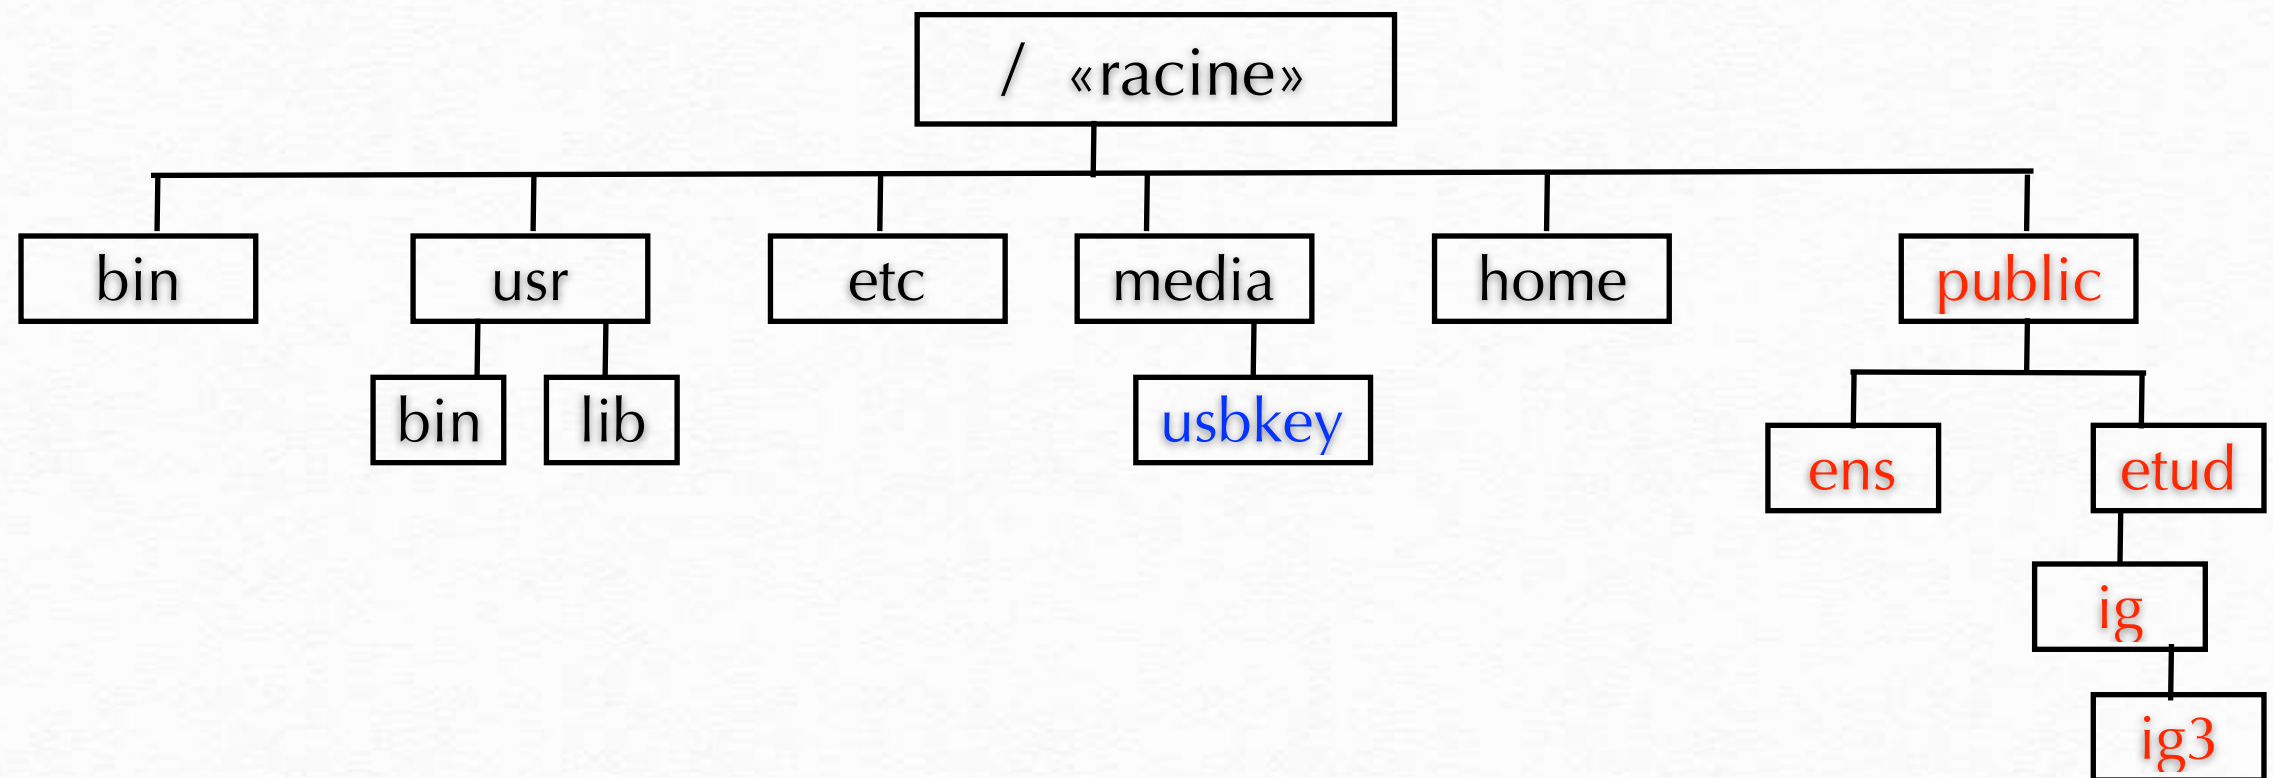 / «racine»
bin
usr
etc
media
home
public
bin
lib
usbkey
ens
etud
ig
ig3